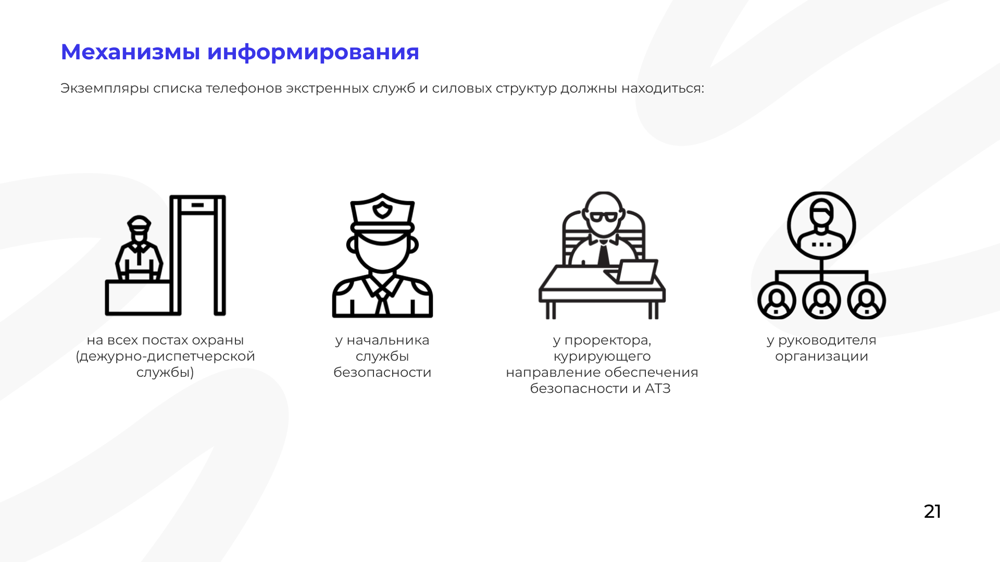 Механизмы информирования
Экземпляры списка телефонов экстренных служб и силовых структур должны находиться:
на всех постах охраны
(дежурно-диспетчерской
службы)
у начальника
службы
безопасности
у проректора,
курирующего
направление обеспечения
безопасности и АТЗ
у руководителя
организации
21